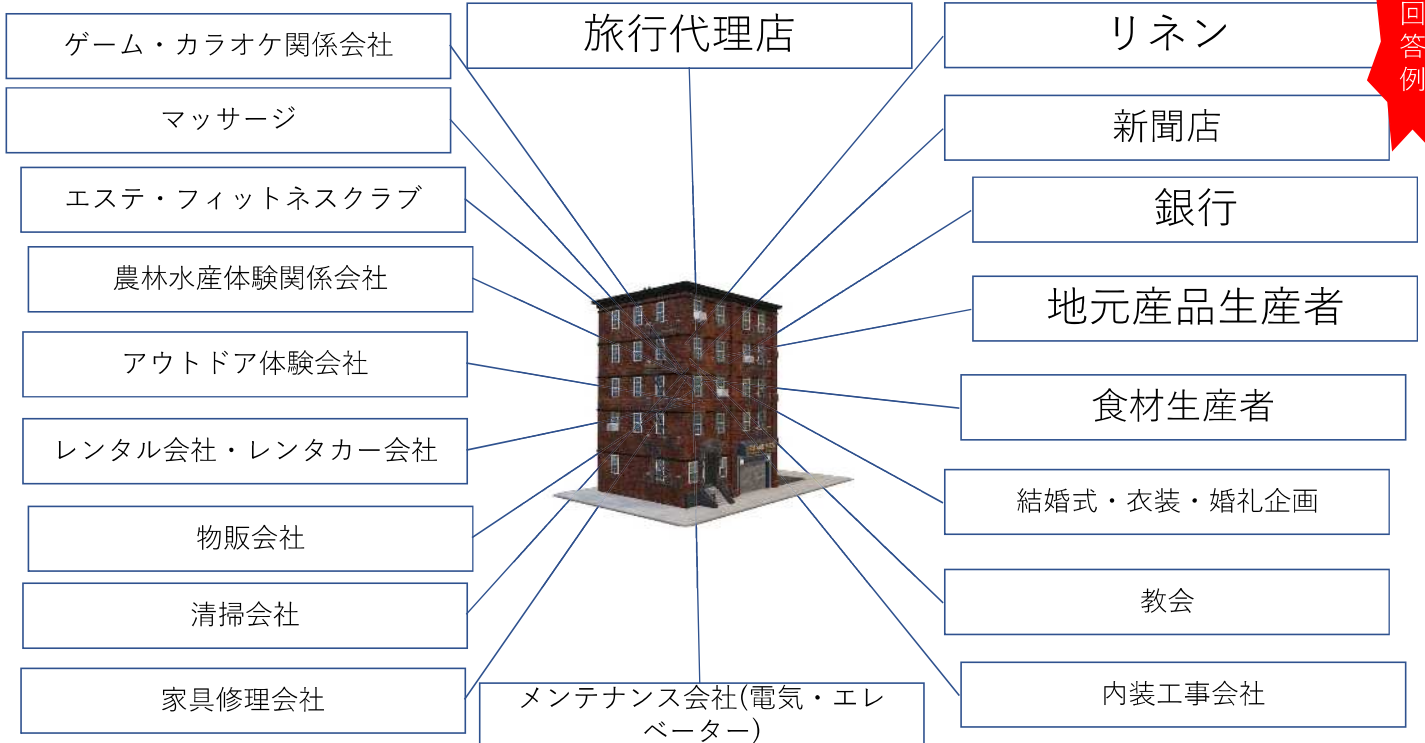 ゲーム・カラオケ関係会社
旅行代理店
リネン
回答例
マッサージ
新聞店
エステ・フィットネスクラブ
銀行
農林水産体験関係会社
地元産品生産者
アウトドア体験会社
食材生産者
レンタル会社・レンタカー会社
結婚式・衣装・婚礼企画
物販会社
教会
清掃会社
内装工事会社
家具修理会社
メンテナンス会社(電気・エレ
ベーター)